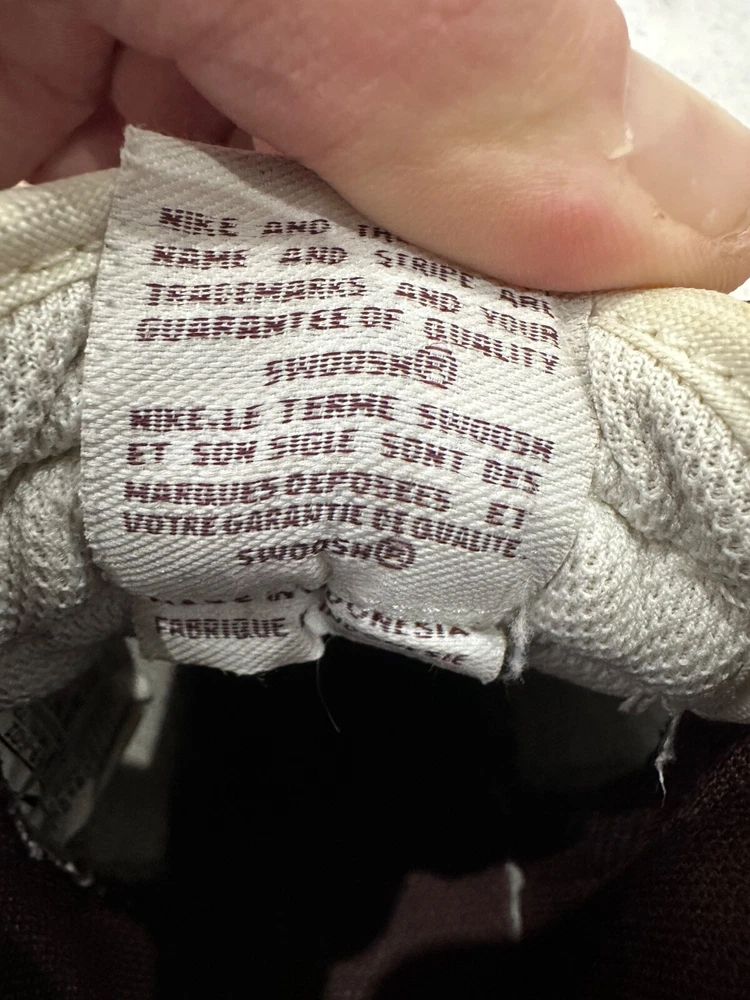 NIKE AND
NAME AND STRIPE ARE
TRADEMARKS AND YOUR
GUARANTEE OF QUALITY
SWOOSH®
NIKE.LE TERME SWOOSH
ET SON SIGLE SONT DES
MARQUES DEPOSEES ET
VOTRE GARANTIE DE QUALITE
SWOOSH®
FABRIQUE